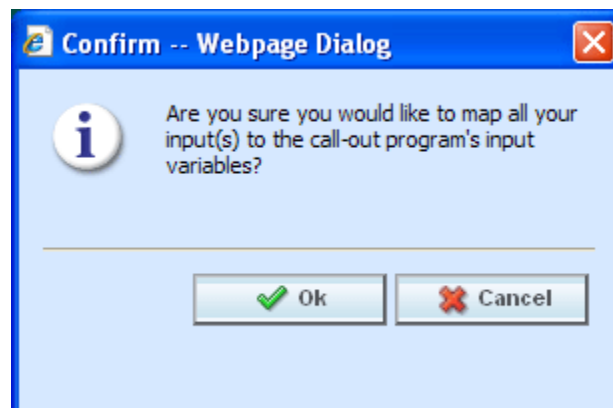 Confirm -- Webpage Dialog
Are you sure you would like to map all your
input(s) to the call-out program's input
variables?
Ok
Cancel